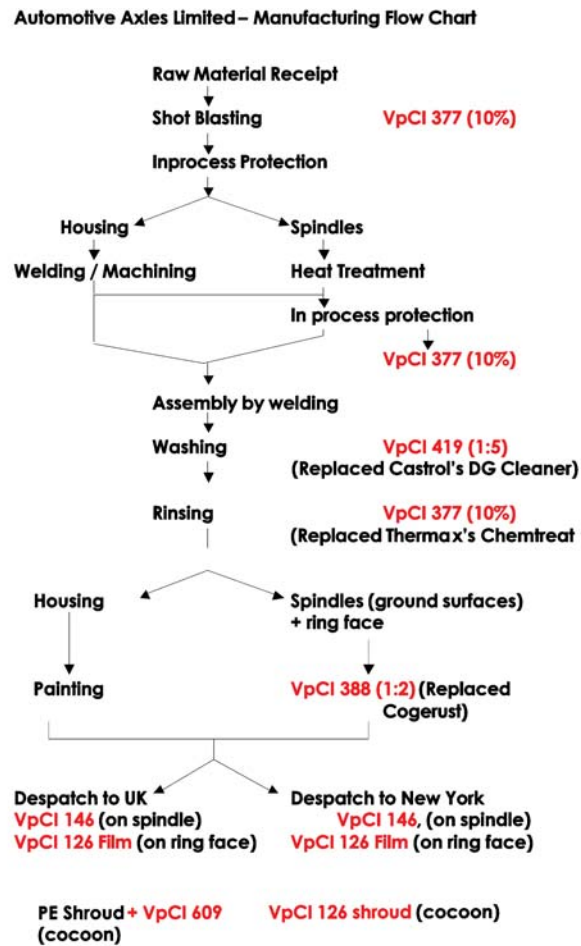 Automotive Axles Limited – Manufacturing Flow Chart
Raw Material Receipt
Shot Blasting VpCI 377 (10%)
Inprocess Protection
Housing Spindles
Welding / Machining Heat Treatment
In process protection
VpCI 377 (10%)
Assembly by welding
Washing VpCI 419 (1:5)
(Replaced Castrol's DG Cleaner)
Rinsing VpCI 377 (10%)
(Replaced Thermax's Chemtreat
Housing Spindles (ground surfaces)
+ ring face
Painting VpCI 388 (1:2) (Replaced
Cogerust)
Despatch to UK Despatch to New York
VpCI 146 (on spindle) VpCI 146, (on spindle)
VpCI 126 Film (on ring face) VpCI 126 Film (on ring face)
PE Shroud + VpCI 609 VpCI 126 shroud (cocoon)
(cocoon)